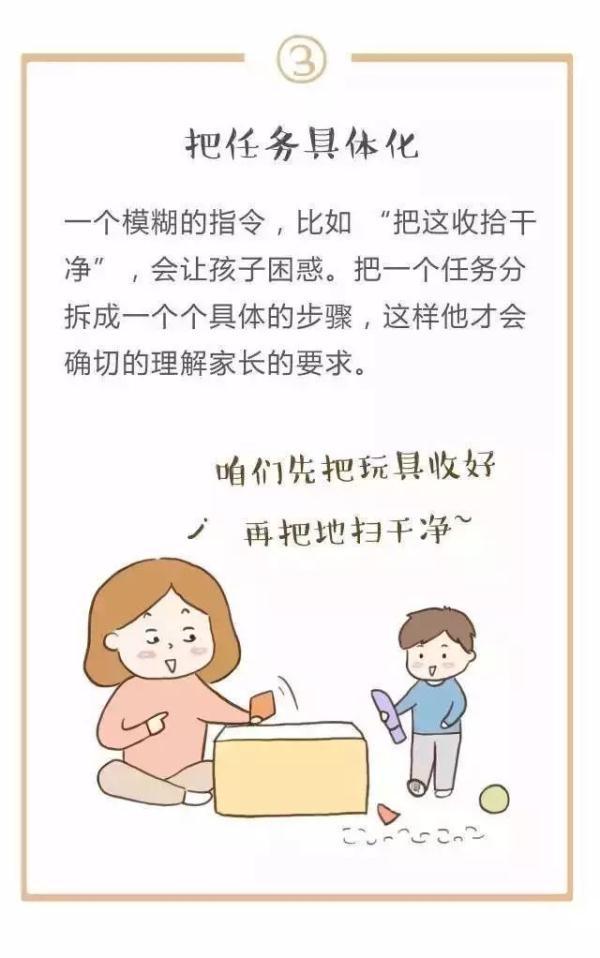 3
把任务具体化
一个模糊的指令，比如 “把这收拾干
净”，会让孩子困惑。把一个任务分
拆成一个个具体的步骤，这样他才会
确切的理解家长的要求。
咱们先把玩具收好
再把地扫干净~